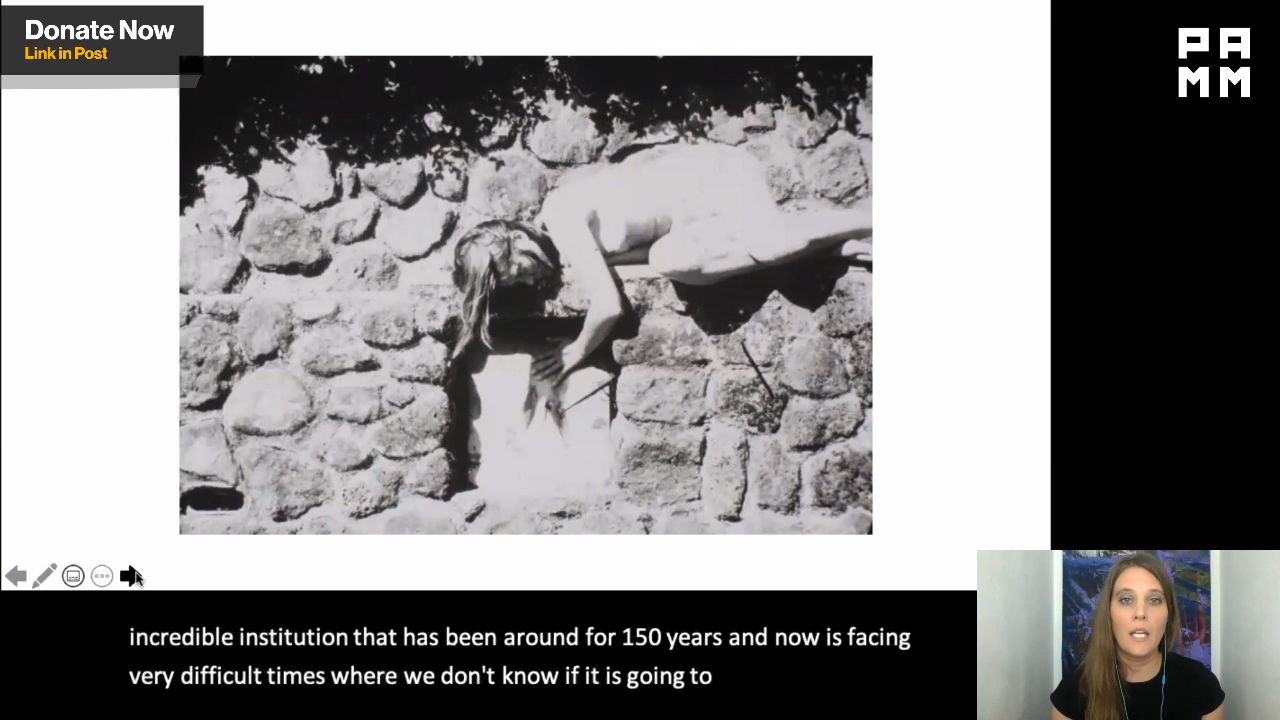 Donate Now
Link in Post
PA
MM
incredible institution that has been around for 150 years and now is facing
very difficult times where we don't know if it is going to